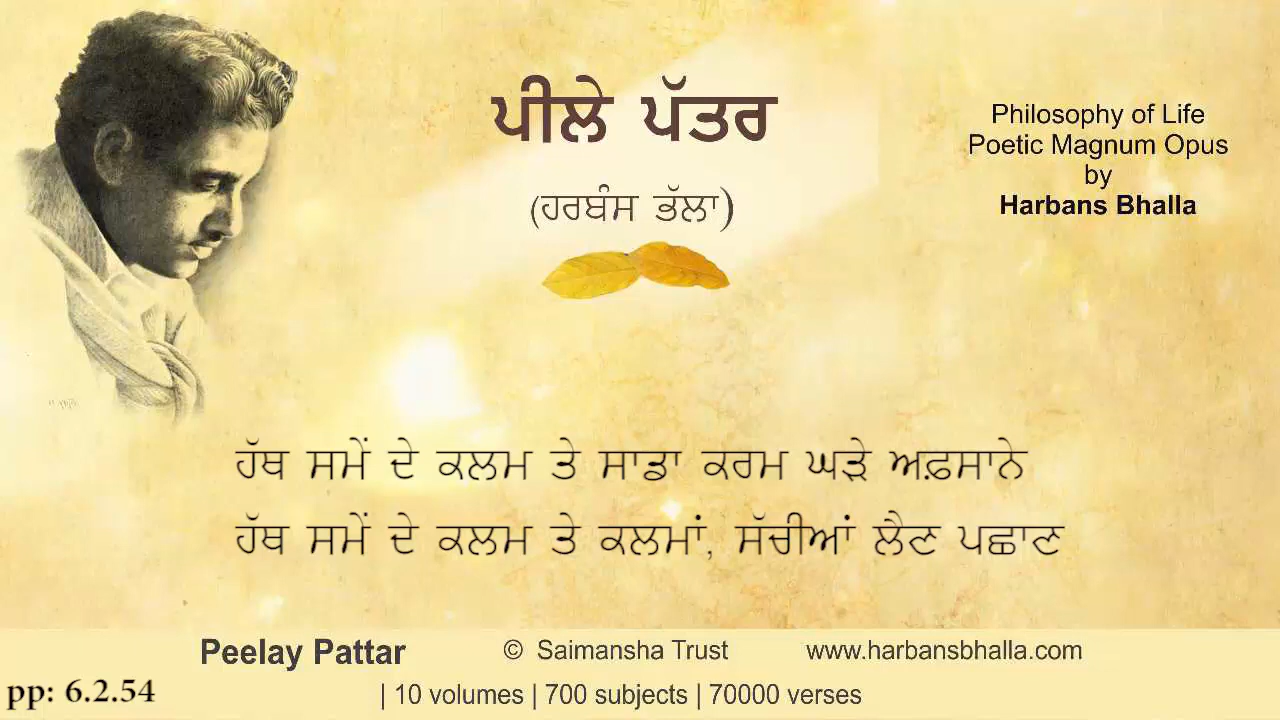 ਪੀਲੇ ਪੱਤਰ
(ਹਰਬੰਸ ਭੱਲਾ)
Philosophy of Life
Poetic Magnum Opus
by
Harbans Bhalla
ਹੱਥ ਸਮੇਂ ਦੇ ਕਲਮ ਤੇ ਸਾਡਾ ਕਰਮ ਘੜੇ ਅਫ਼ਸਾਨੇ
ਹੱਥ ਸਮੇਂ ਦੇ ਕਲਮ ਤੇ ਕਲਮਾਂ, ਸੱਚੀਆਂ ਲੈਣ ਪਛਾਣ
Peelay Pattar © Saimansha Trust www.harbansbhalla.com
pp: 6.2.54 | 10 volumes | 700 subjects | 70000 verses